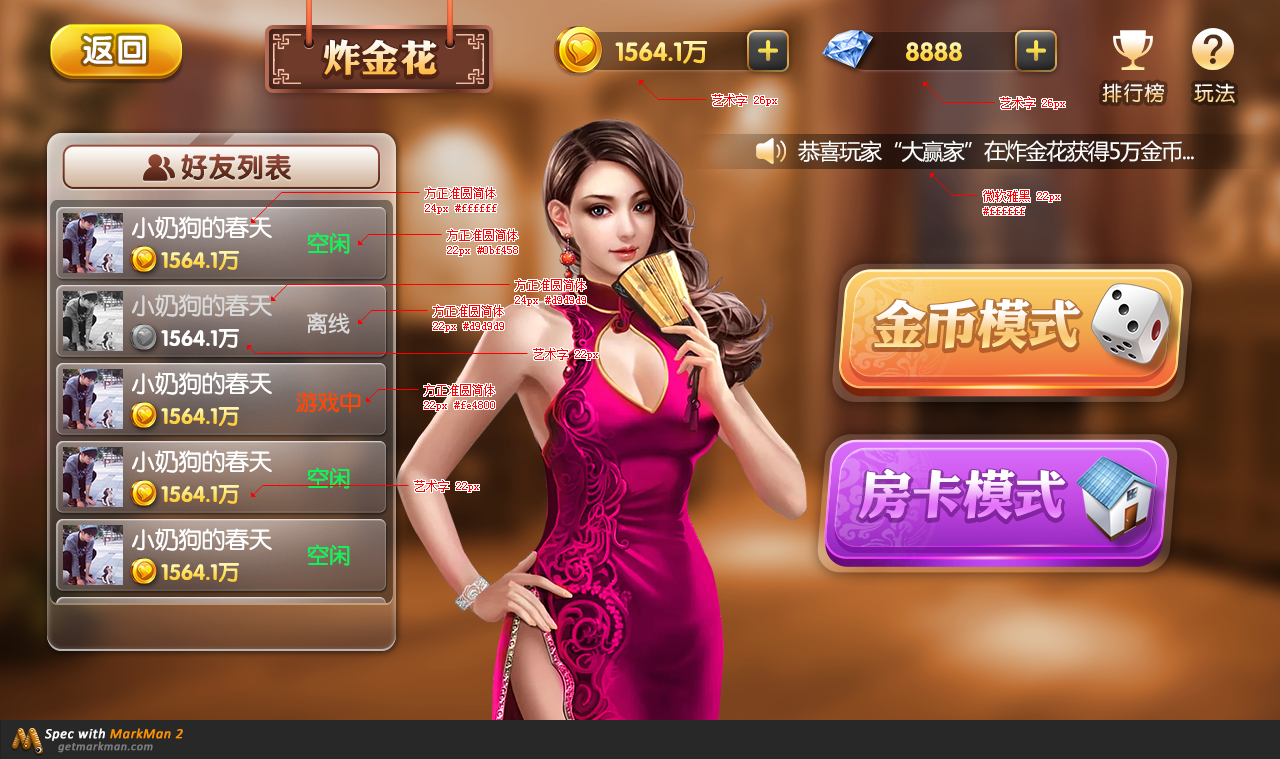 返回
炸金花
1564.1万
8888
排行榜
玩法
艺术字 26px
艺术字 26px
恭喜玩家“大赢家”在炸金花获得5万金币...
微软雅黑 22px
#ffffff
好友列表
小奶狗的春天
1564.1万
空闲
方正准圆简体
24px #ffffff
方正准圆简体
22px #0bf458
小奶狗的春天
1564.1万
离线
方正准圆简体
24px #d9d9d9
方正准圆简体
22px #d9d9d9
艺术字 22px
小奶狗的春天
1564.1万
游戏中
方正准圆简体
22px #fe4800
小奶狗的春天
1564.1万
空闲
艺术字 22px
小奶狗的春天
1564.1万
空闲
金币模式
房卡模式
Spec with MarkMan 2
getmarkman.com